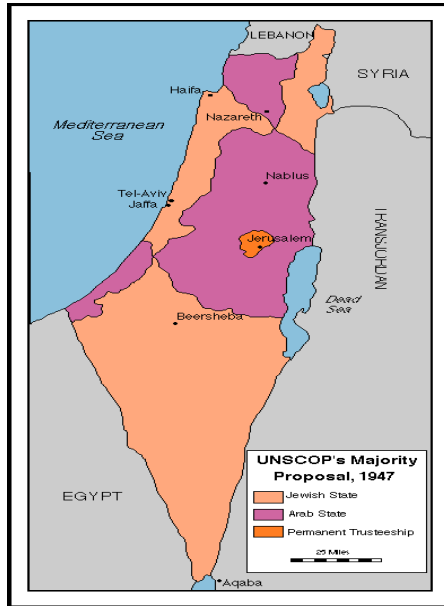 LEBANON
SYRIA
Haifa
Mediterranean
Sea
Nazareth
Nablus
Tel-Aviv
Jaffa
Jerusalem
TRANSJORDAN
Dead
Sea
Beersheba
EGYPT
Aqaba
UNSCOP's Majority
Proposal, 1947
Jewish State
Arab State
Permanent Trusteeship
25 Miles